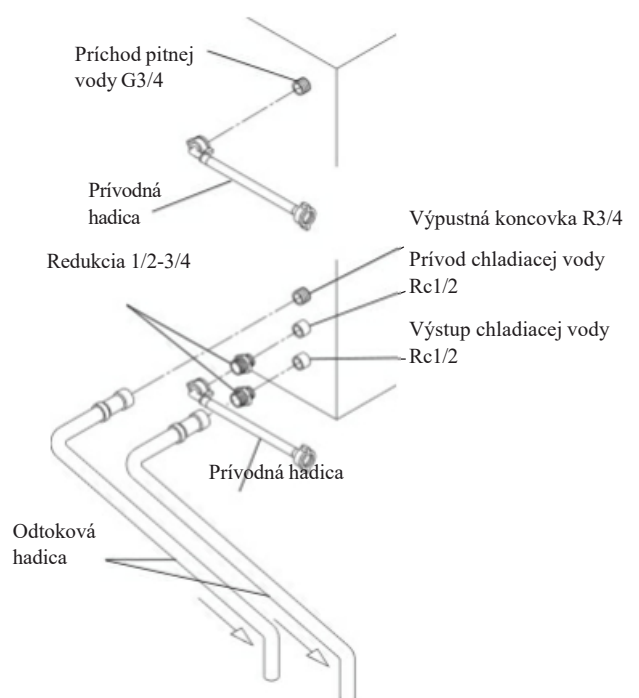 Príchod pitnej
vody G3/4
Prívodná
hadica
Výpustná koncovka R3/4
Redukcia 1/2-3/4
Prívod chladiacej vody
Rc1/2
Výstup chladiacej vody
Rc1/2
Prívodná hadica
Odtoková
hadica